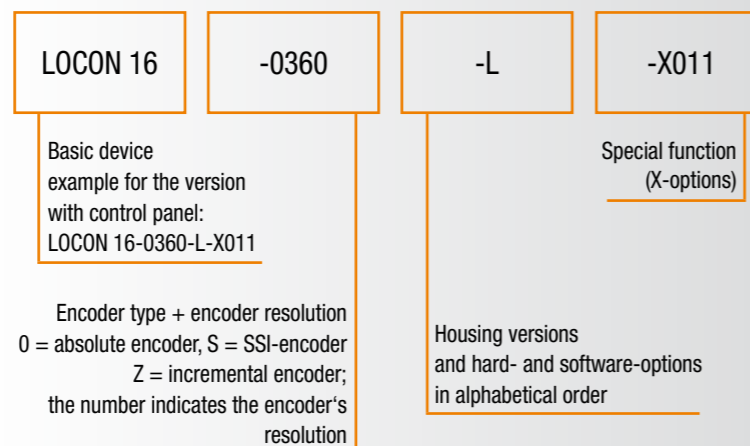 LOCON 16 -0360 -L -X011
Basic device
example for the version
with control panel:
LOCON 16-0360-L-X011
Special function
(X-options)
Encoder type + encoder resolution
0 = absolute encoder, S = SSI-encoder
Z = incremental encoder;
the number indicates the encoder‘s
resolution
Housing versions
and hard- and software-options
in alphabetical order